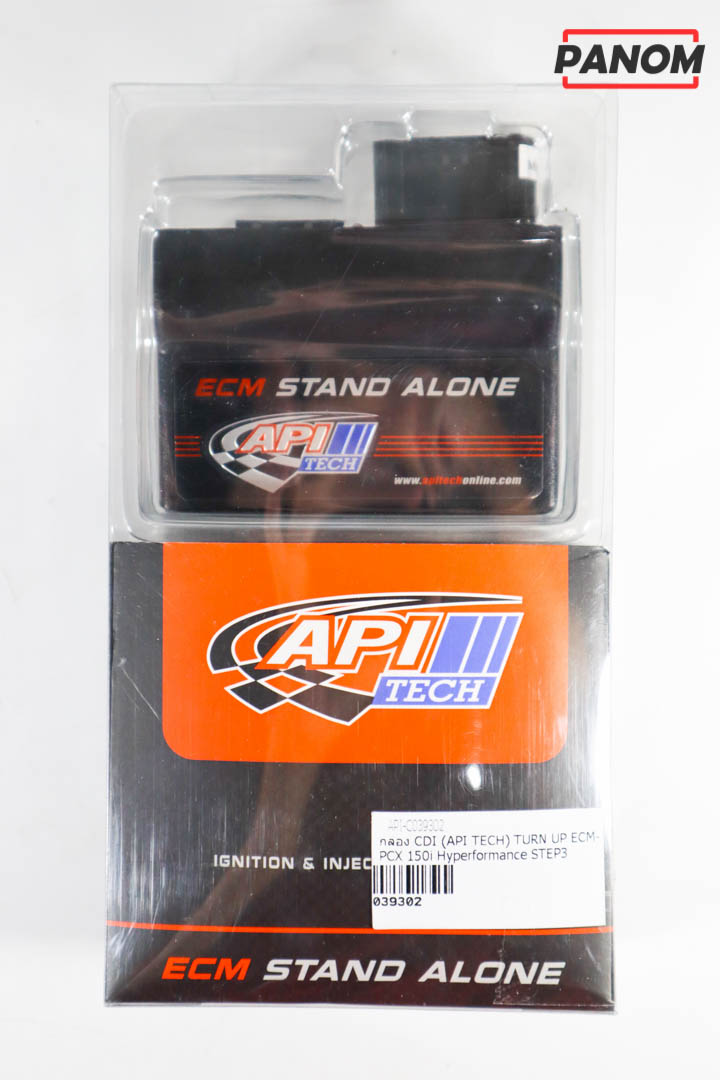 PANOM
ECM STAND ALONE
API
TECH
www.apitechonline.com
API
TECH
API-C039302
กล่อง CDI (API TECH) TURN UP ECM-
PCX 150i Hyperformance STEP3
IGNITION & INJEC
039302
ECM STAND ALONE